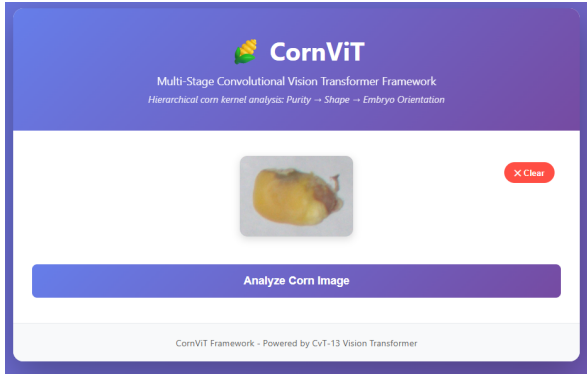 CornViT
Multi-Stage Convolutional Vision Transformer Framework
Hierarchical corn kernel analysis: Purity → Shape → Embryo Orientation
✕ Clear
Analyze Corn Image
CornViT Framework - Powered by CvT-13 Vision Transformer